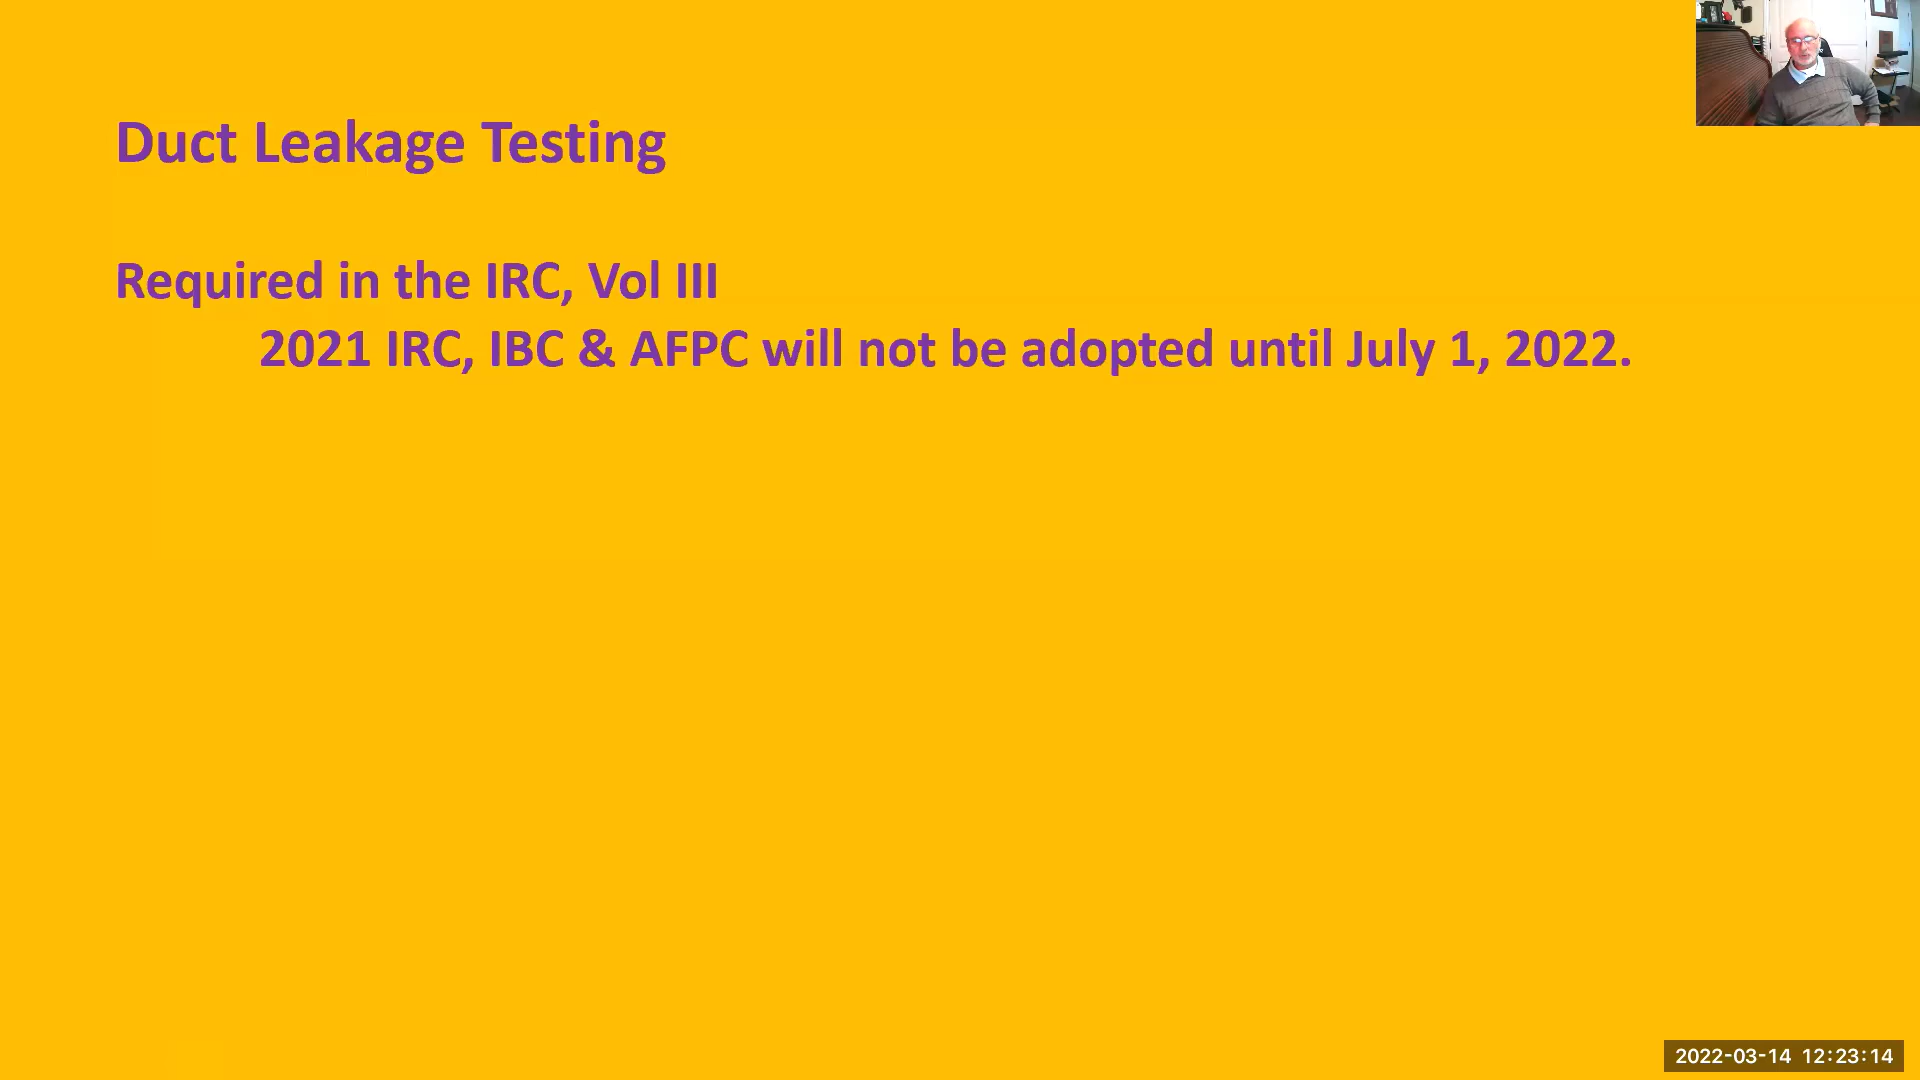 Duct Leakage Testing
Required in the IRC, Vol III
2021 IRC, IBC & AFPC will not be adopted until July 1, 2022.
2022-03-14 12:23:14